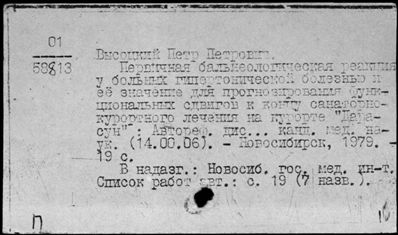 01
58813
Высоцкий Петр Петрович.
Первичная бальнеологическая реакция
у больных гипертонической болезнью и
её значение для прогнозирования функ-
циональных сдвигов к концу санаторно-
курортного лечения на курорте "Дара-
сун" : Автореф. дис... канд. мед. на-
ук. (14.00.06). - Новосибирск, 1979. -
19 с.
В надзаг.: Новосиб. гос. мед. ин-т.
Список работ авт.: с. 19 (7 назв.).
П